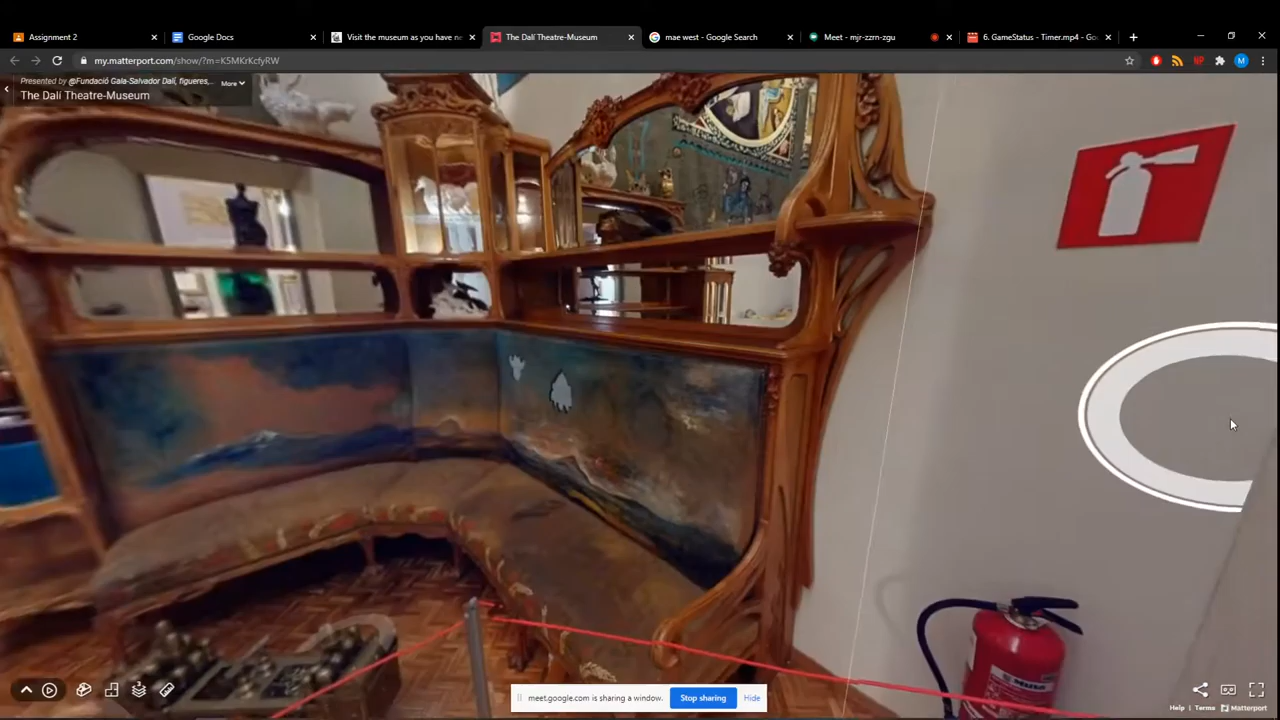 Assignment 2
Google Docs
Visit the museum as you have ne
The Dalí Theatre-Museum
mae west - Google Search
Meet - mjr-zzrn-zgu
6. GameStatus - Timer.mp4 - Go
my.matterport.com/show/?m=K5MKrKcfyRW
M
Presented by @Fundació Gala-Salvador Dalí, figueres,...
More
The Dalí Theatre-Museum
meet.google.com is sharing a window.
Stop sharing
Hide
Help | Terms
Matterport